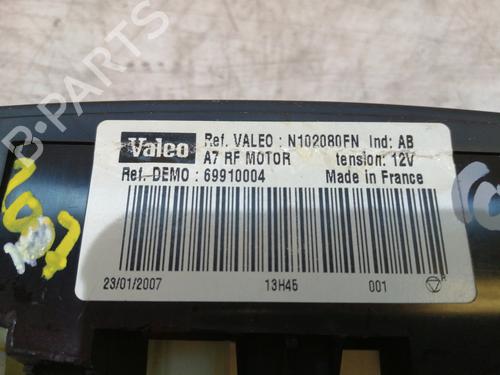 B-PARTS
Valeo
Ref. VALEO : N102080FN Ind: AB
A7 RF MOTOR tension: 12V
Ref. DEMO : 69910004 Made in France
23/01/2007 13H45 001 R